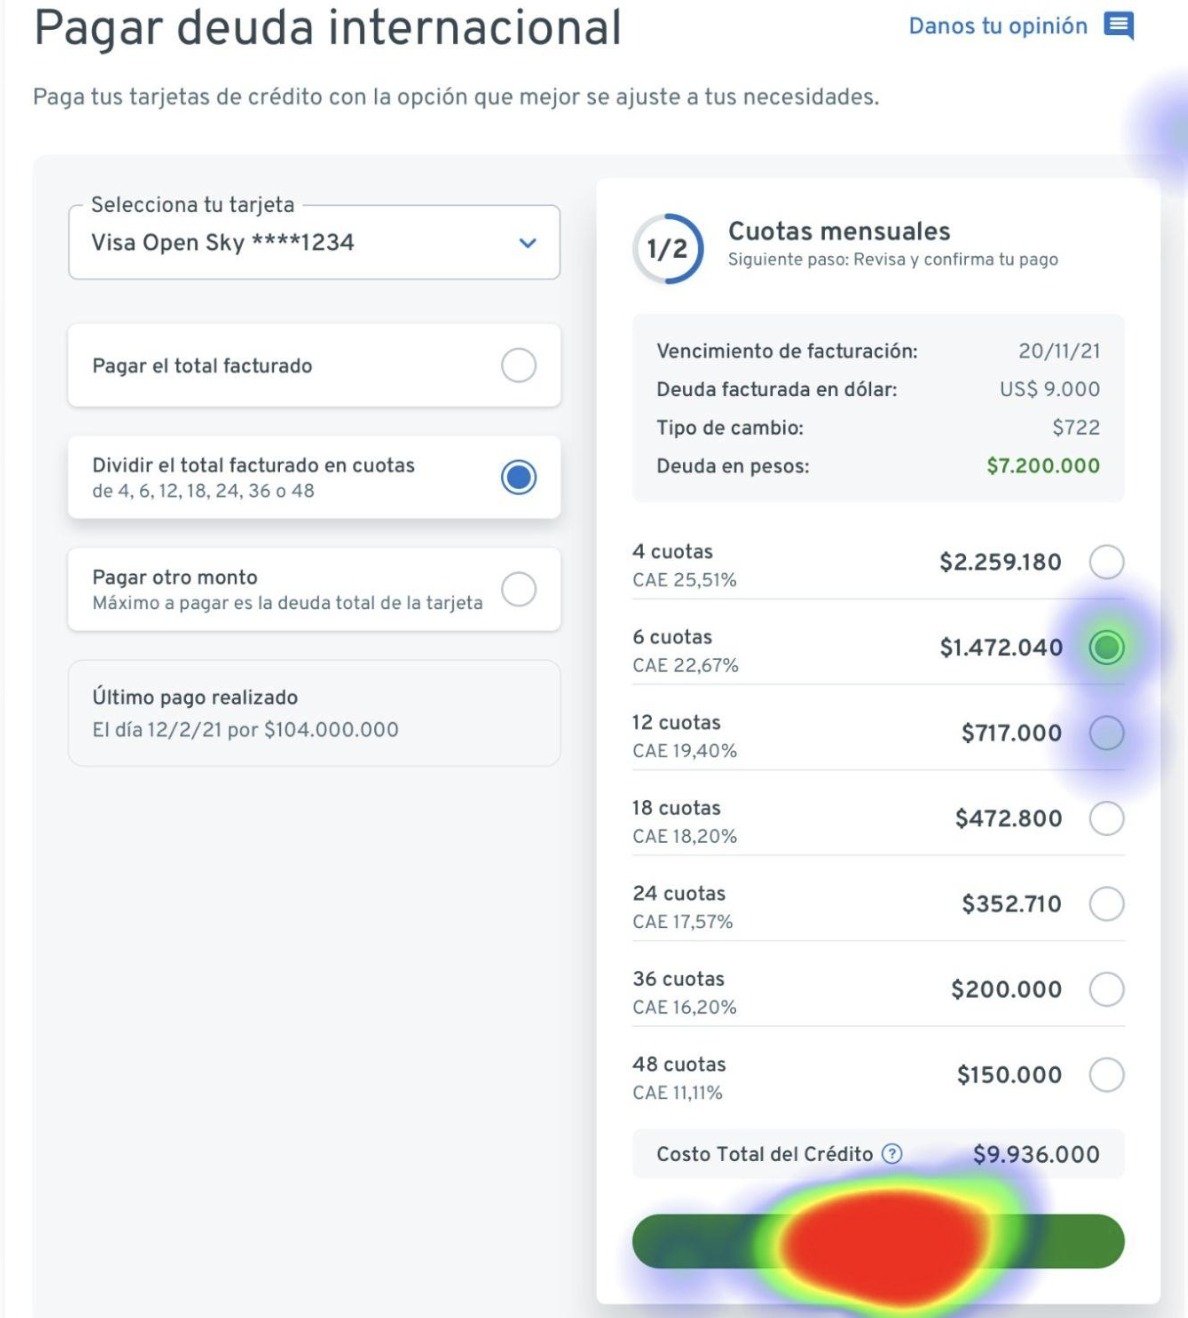 Pagar deuda internacional
Danos tu opinión
Paga tus tarjetas de crédito con la opción que mejor se ajuste a tus necesidades.
Selecciona tu tarjeta
Visa Open Sky ****1234
Pagar el total facturado
Dividir el total facturado en cuotas
de 4, 6, 12, 18, 24, 36 o 48
Pagar otro monto
Máximo a pagar es la deuda total de la tarjeta
Último pago realizado
El día 12/2/21 por $104.000.000
1/2
Cuotas mensuales
Siguiente paso: Revisa y confirma tu pago
Vencimiento de facturación: 20/11/21
Deuda facturada en dólar: US$ 9.000
Tipo de cambio: $722
Deuda en pesos: $7.200.000
4 cuotas $2.259.180
CAE 25,51%
6 cuotas $1.472.040
CAE 22,67%
12 cuotas $717.000
CAE 19,40%
18 cuotas $472.800
CAE 18,20%
24 cuotas $352.710
CAE 17,57%
36 cuotas $200.000
CAE 16,20%
48 cuotas $150.000
CAE 11,11%
Costo Total del Crédito ? $9.936.000